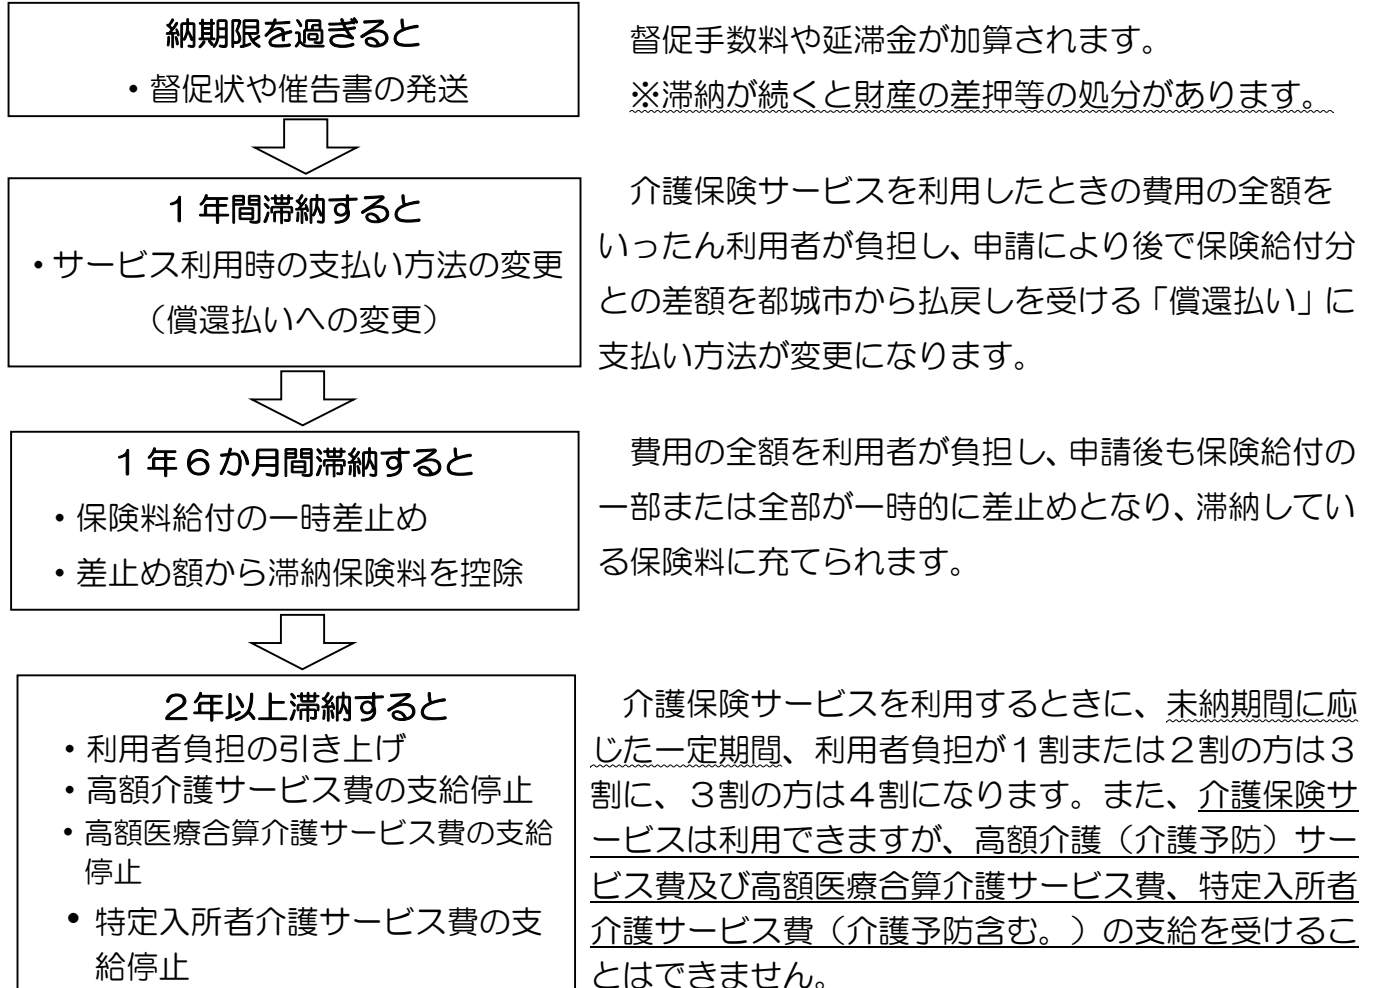 納期限を過ぎると
・督促状や催告書の発送
督促手数料や延滞金が加算されます。
※滞納が続くと財産の差押等の処分があります。
１年間滞納すると
・サービス利用時の支払い方法の変更
（償還払いへの変更）
介護保険サービスを利用したときの費用の全額を
いったん利用者が負担し、申請により後で保険給付分
との差額を都城市から払戻しを受ける「償還払い」に
支払い方法が変更になります。
１年６か月間滞納すると
・保険料給付の一時差止め
・差止め額から滞納保険料を控除
費用の全額を利用者が負担し、申請後も保険給付の
一部または全部が一時的に差止めとなり、滞納してい
る保険料に充てられます。
２年以上滞納すると
・利用者負担の引き上げ
・高額介護サービス費の支給停止
・高額医療合算介護サービス費の支給
停止
・特定入所者介護サービス費の支
給停止
介護保険サービスを利用するときに、未納期間に応
じた一定期間、利用者負担が１割または２割の方は３
割に、３割の方は４割になります。また、介護保険サ
ービスは利用できますが、高額介護（介護予防）サー
ビス費及び高額医療合算介護サービス費、特定入所者
介護サービス費（介護予防含む。）の支給を受けるこ
とはできません。